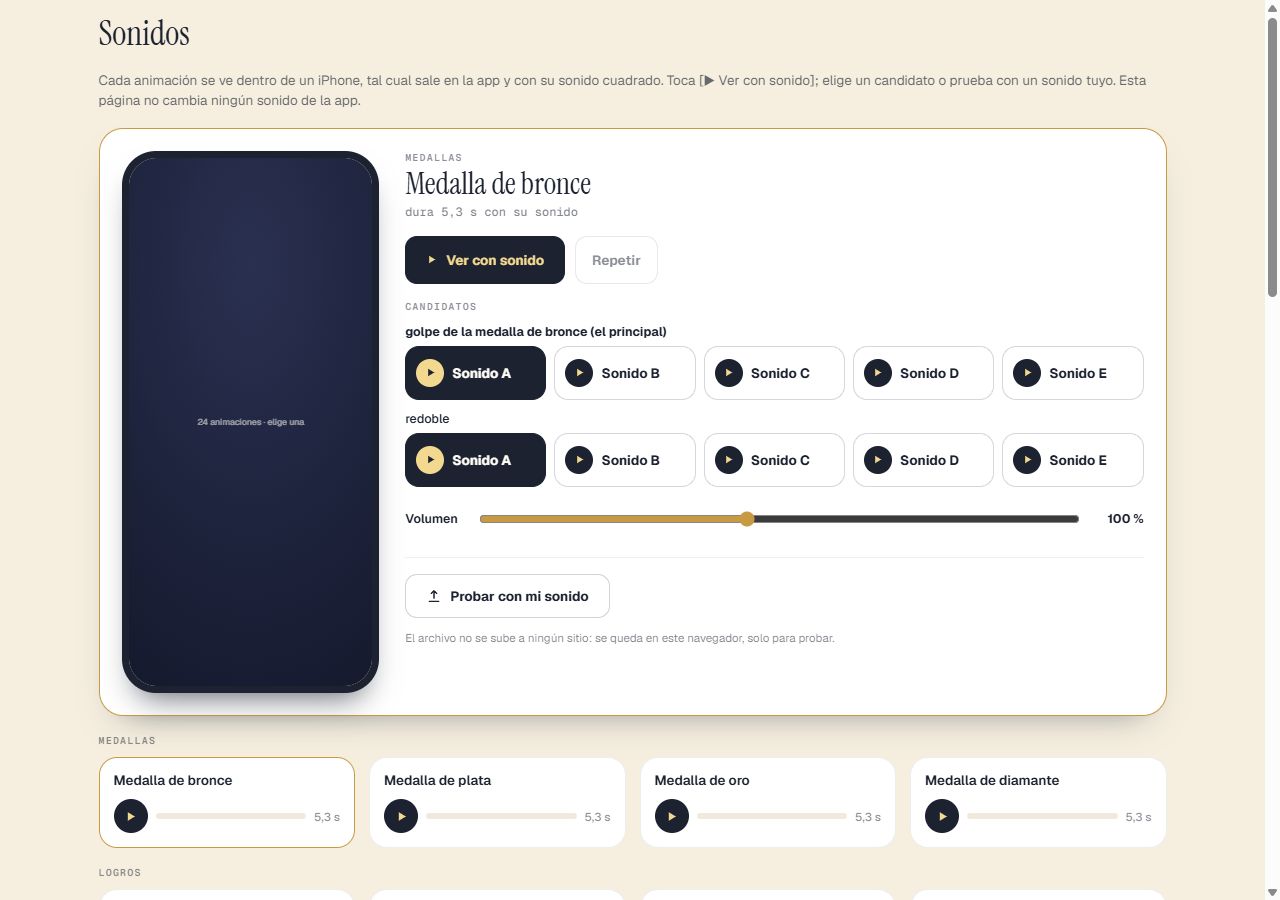 Sonidos
Cada animación se ve dentro de un iPhone, tal cual sale en la app y con su sonido cuadrado. Toca [▶ Ver con sonido]; elige un candidato o prueba con un sonido tuyo. Esta
página no cambia ningún sonido de la app.
24 animaciones · elige una
MEDALLAS
Medalla de bronce
dura 5,3 s con su sonido
Ver con sonido
Repetir
CANDIDATOS
golpe de la medalla de bronce (el principal)
Sonido A
Sonido B
Sonido C
Sonido D
Sonido E
redoble
Sonido A
Sonido B
Sonido C
Sonido D
Sonido E
Volumen
100 %
Probar con mi sonido
El archivo no se sube a ningún sitio: se queda en este navegador, solo para probar.
MEDALLAS
Medalla de bronce
5,3 s
Medalla de plata
5,3 s
Medalla de oro
5,3 s
Medalla de diamante
5,3 s
LOGROS